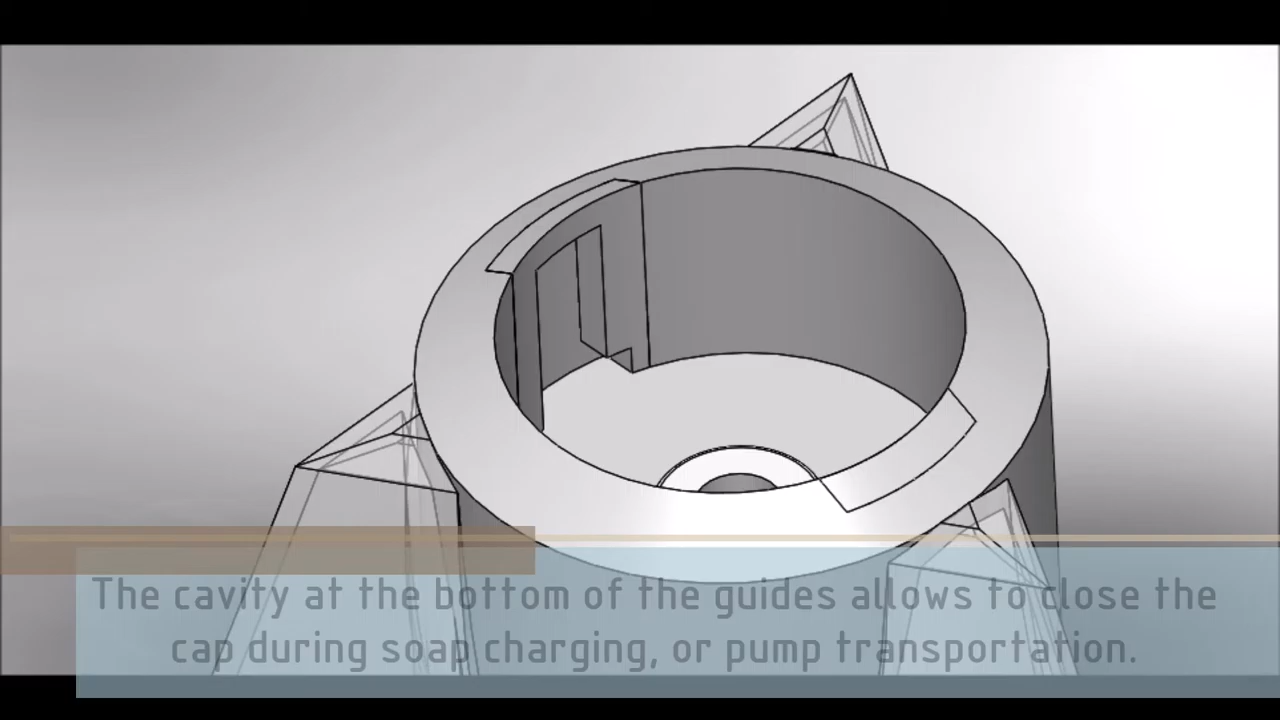 The cavity at the bottom of the guides allows to close the
cap during soap charging, or pump transportation.